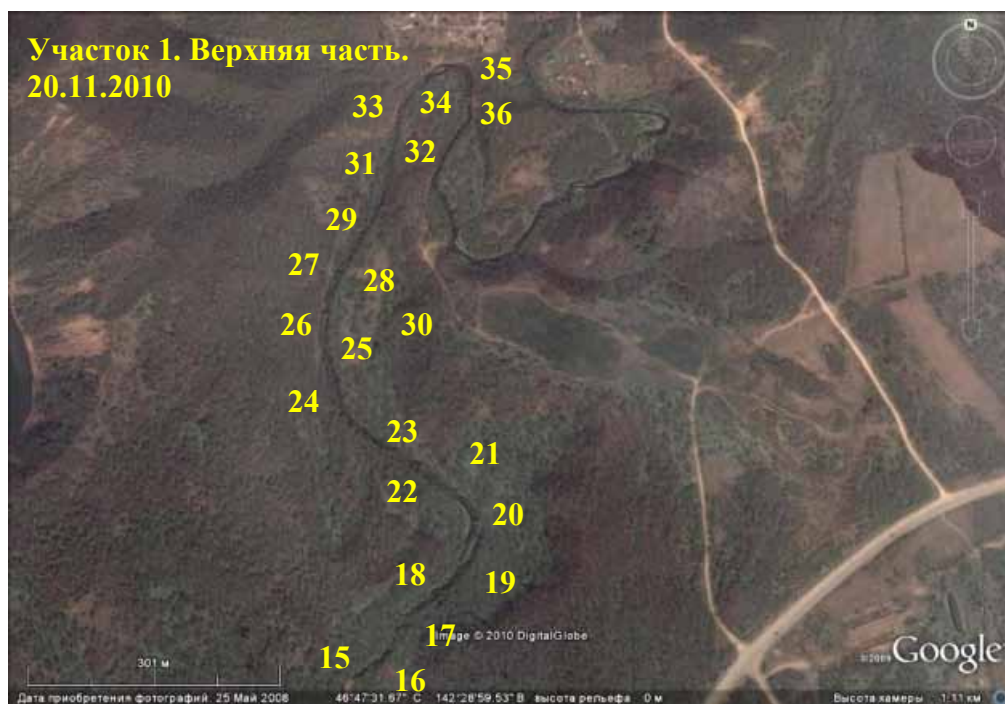 Участок 1. Верхняя часть.
20.11.2010
35
33
34
36
32
31
29
27
28
26
30
25
24
23
21
22
20
18
19
17
Image © 2010 DigitalGlobe
15
16
301 м
©2009 Google
Дата приобретения фотографий: 25 Май 2008
46°47'31.67" С 142°28'59.53" В высота рельефа 0 м
Высота камеры 1.11 км
N